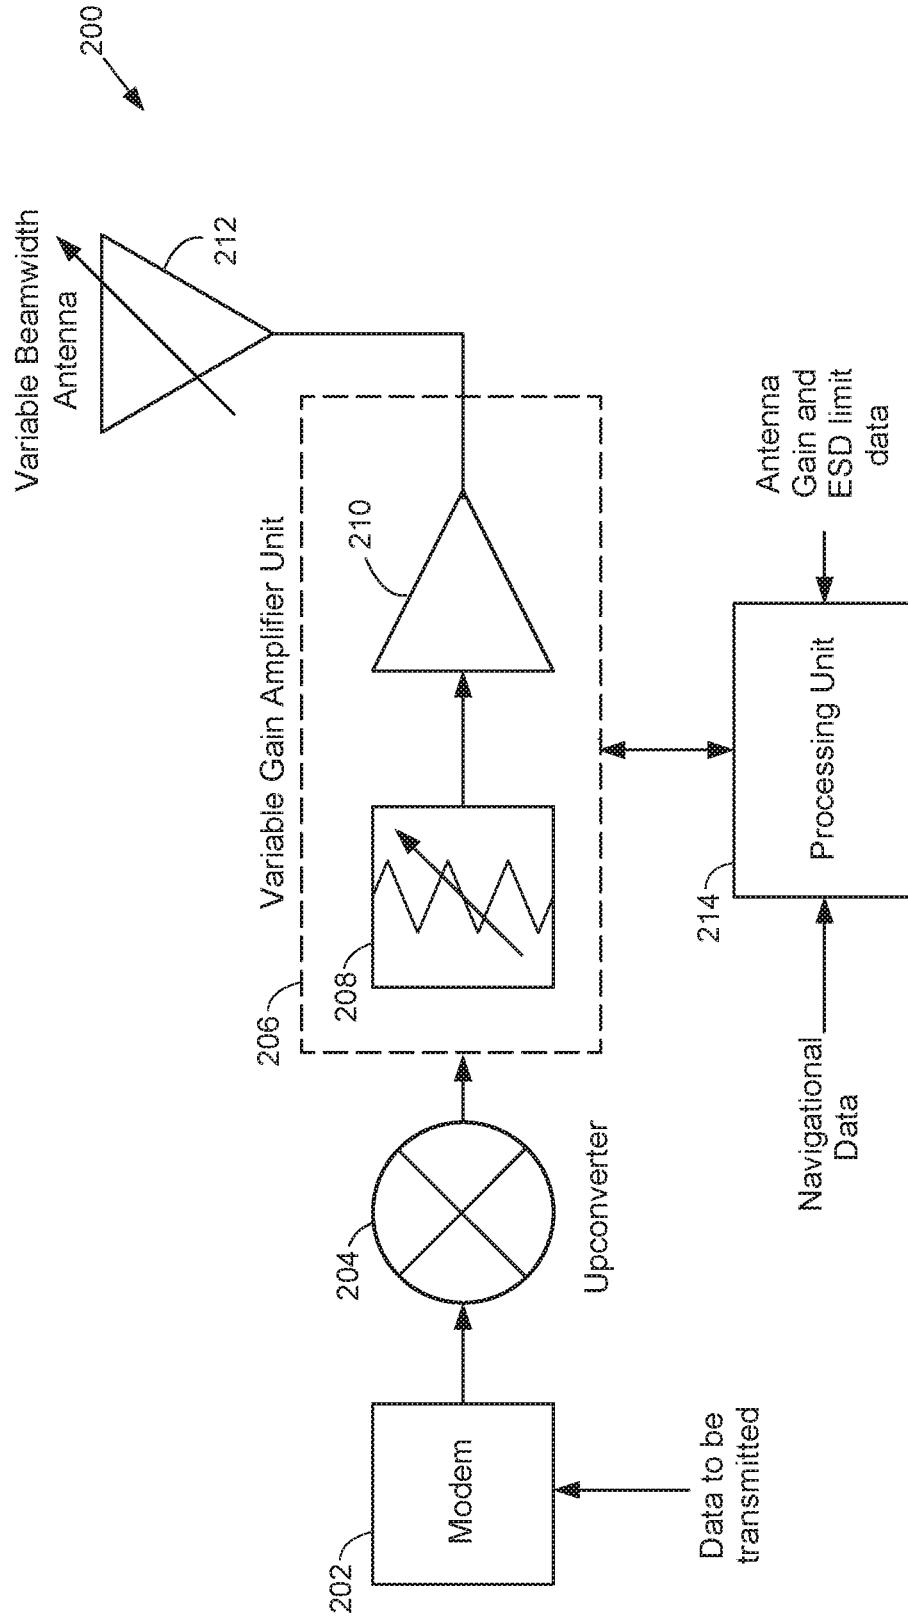 200
Variable Beamwidth
Antenna
212
Variable Gain Amplifier Unit
206
208
210
204
Upconverter
202
Modem
Data to be
transmitted
214
Processing Unit
Navigational
Data
Antenna
Gain and
ESD limit
data